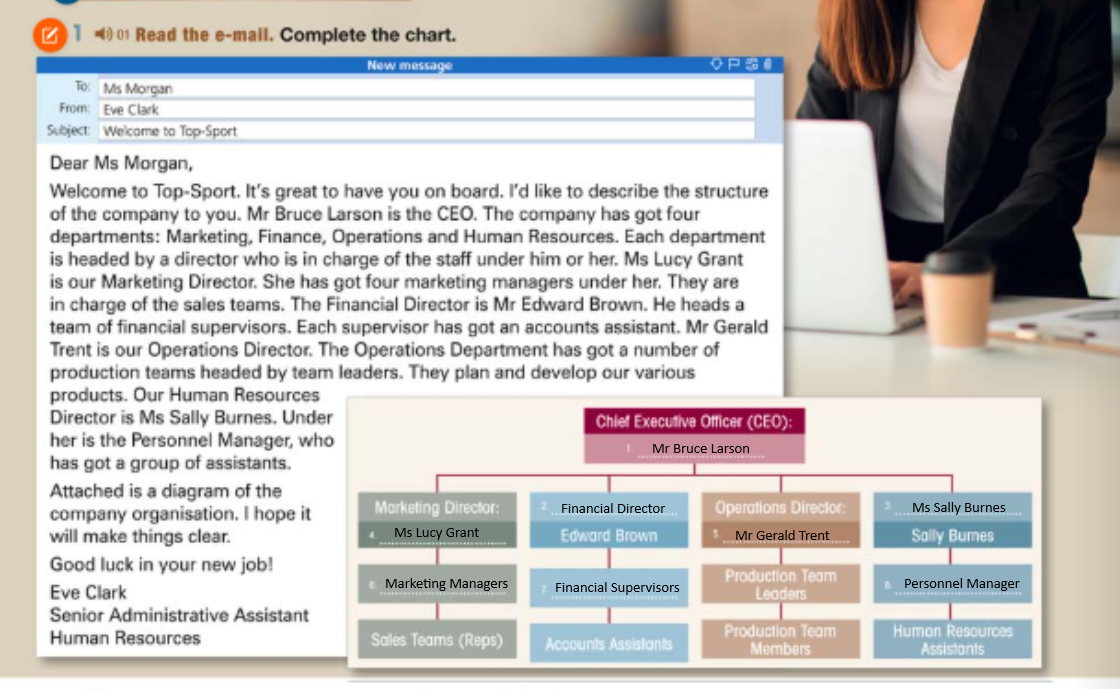 1 01 Read the e-mail. Complete the chart.
New message
To: Ms Morgan
From: Eve Clark
Subject: Welcome to Top-Sport
Dear Ms Morgan,
Welcome to Top-Sport. It's great to have you on board. I'd like to describe the structure
of the company to you. Mr Bruce Larson is the CEO. The company has got four
departments: Marketing, Finance, Operations and Human Resources. Each department
is headed by a director who is in charge of the staff under him or her. Ms Lucy Grant
is our Marketing Director. She has got four marketing managers under her. They are
in charge of the sales teams. The Financial Director is Mr Edward Brown. He heads a
team of financial supervisors. Each supervisor has got an accounts assistant. Mr Gerald
Trent is our Operations Director. The Operations Department has got a number of
production teams headed by team leaders. They plan and develop our various
products. Our Human Resources
Director is Ms Sally Burnes. Under
her is the Personnel Manager, who
has got a group of assistants.
Attached is a diagram of the
company organisation. I hope it
will make things clear.
Good luck in your new job!
Eve Clark
Senior Administrative Assistant
Human Resources
Chief Executive Officer (CEO):
1. Mr Bruce Larson
Marketing Director:
4. Ms Lucy Grant
6. Marketing Managers
Sales Teams (Reps)
2. Financial Director
Edward Brown
7. Financial Supervisors
Accounts Assistants
Operations Director:
5. Mr Gerald Trent
Production Team
Leaders
Production Team
Members
3. Ms Sally Burnes
Sally Burnes
8. Personnel Manager
Human Resources
Assistants